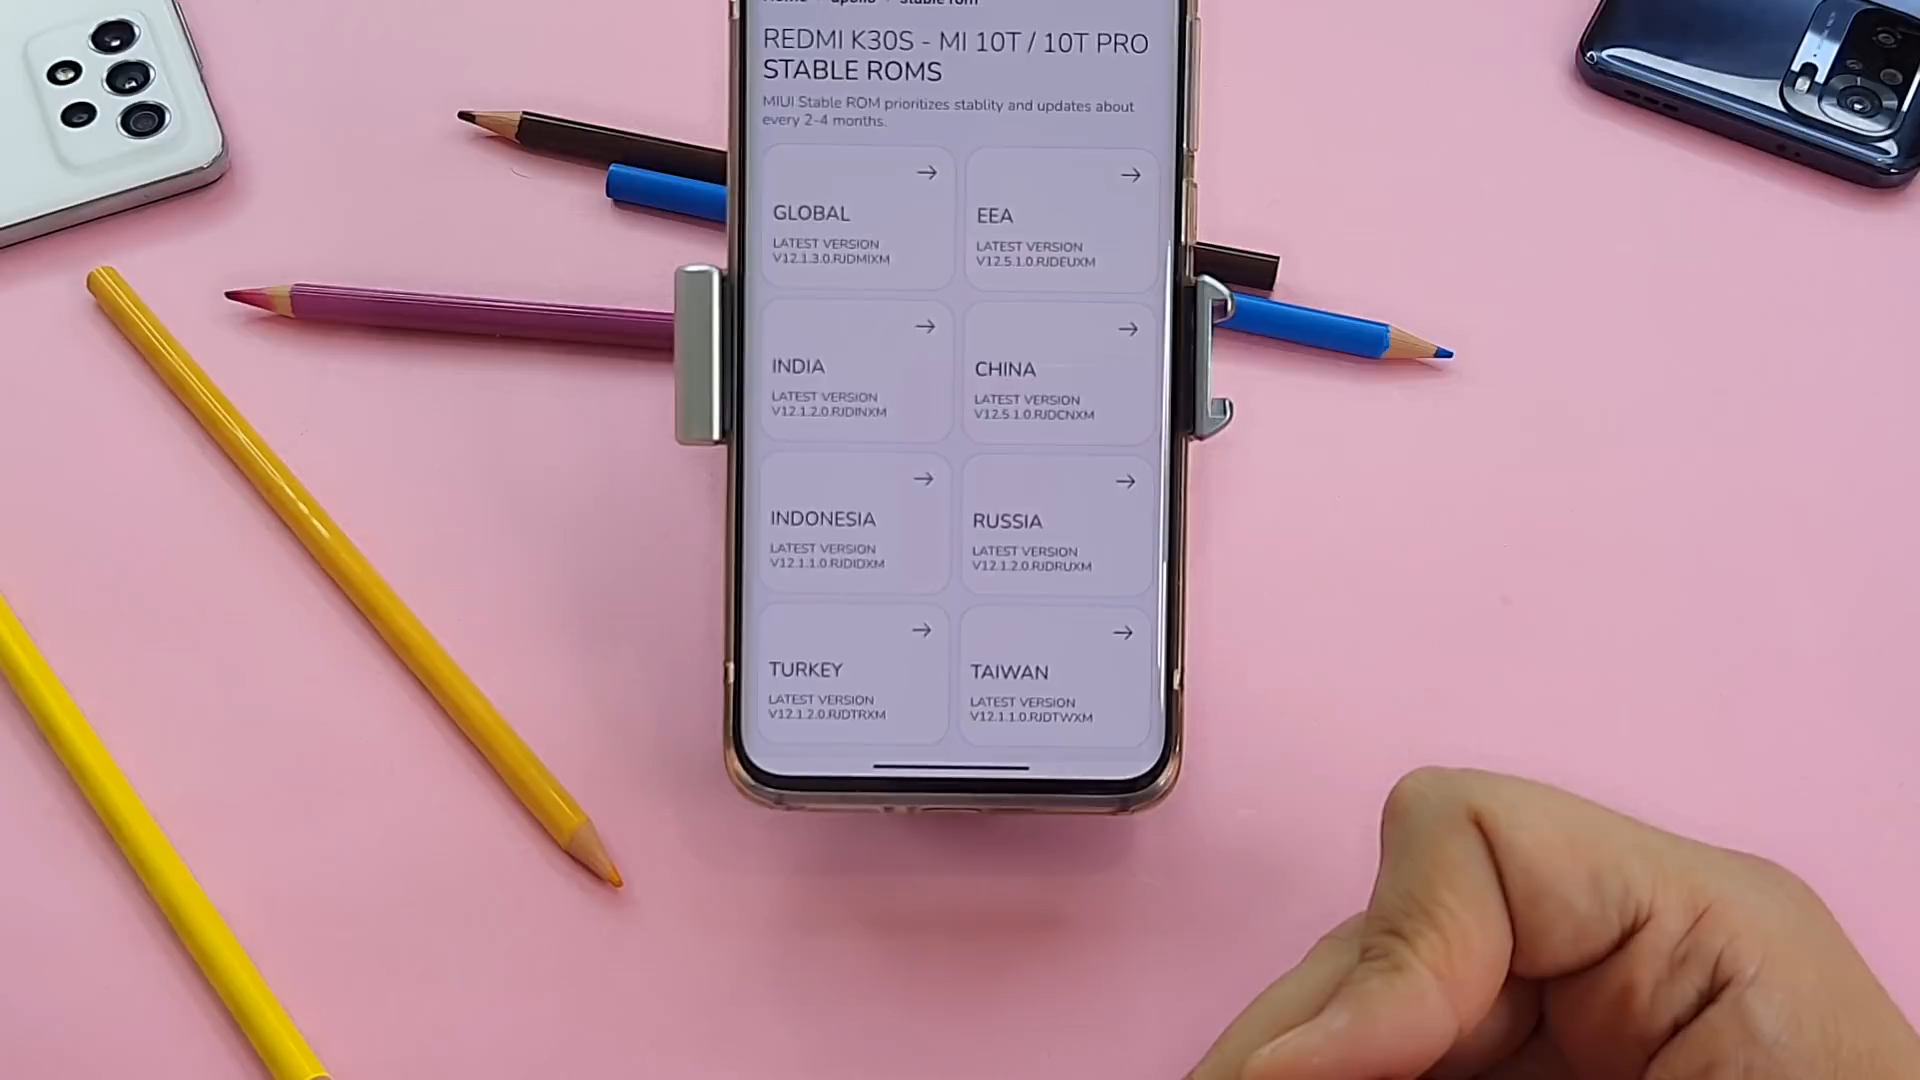 Home › apollo › stable rom
REDMI K30S - MI 10T / 10T PRO
STABLE ROMS
MIUI Stable ROM prioritizes stablity and updates about
every 2-4 months.
GLOBAL
LATEST VERSION
V12.1.3.0.RJDMIXM
EEA
LATEST VERSION
V12.5.1.0.RJDEUXM
INDIA
LATEST VERSION
V12.1.2.0.RJDINXM
CHINA
LATEST VERSION
V12.5.1.0.RJDCNXM
INDONESIA
LATEST VERSION
V12.1.1.0.RJDIDXM
RUSSIA
LATEST VERSION
V12.1.2.0.RJDRUXM
TURKEY
LATEST VERSION
V12.1.2.0.RJDTRXM
TAIWAN
LATEST VERSION
V12.1.1.0.RJDTWXM